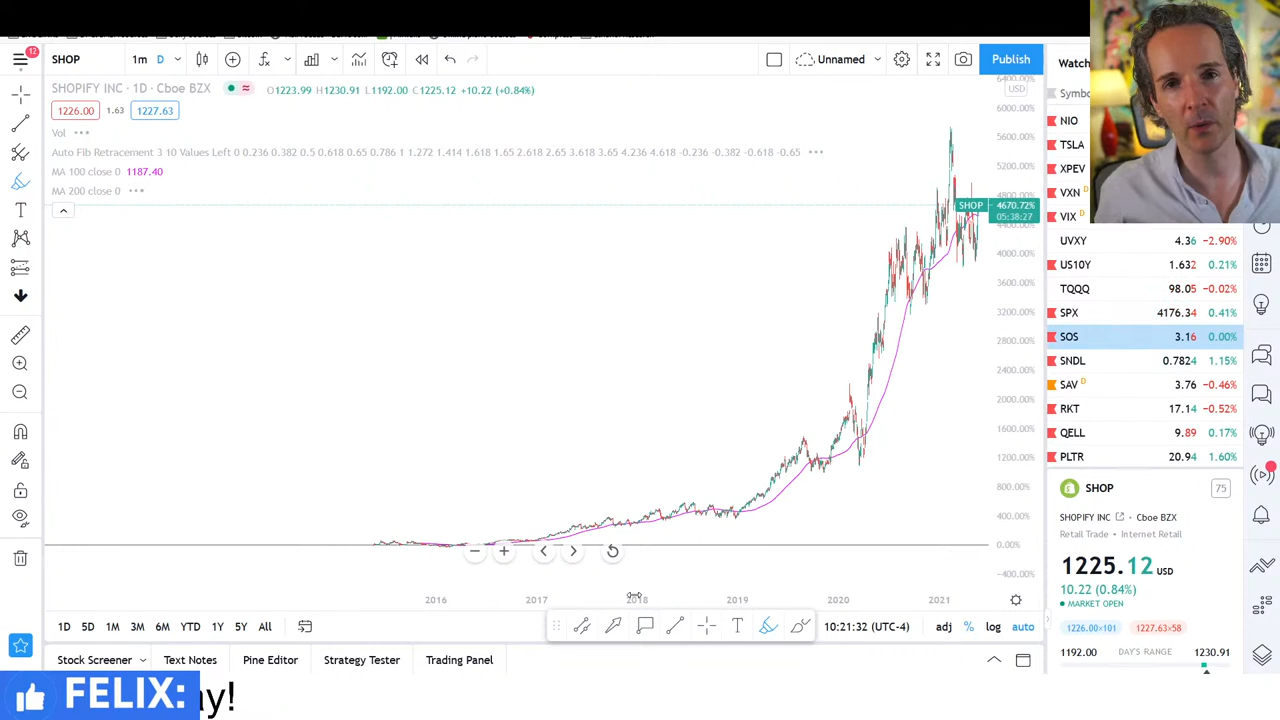 SHOP 1m D Unnamed Publish
SHOPIFY INC · 1D · Cboe BZX O1223.99 H1230.91 L1192.00 C1225.12 +10.22 (+0.84%)
1226.00 1.63 1227.63
Vol
Auto Fib Retracement 3 10 Values Left 0 0.236 0.382 0.5 0.618 0.65 0.786 1 1.272 1.414 1.618 1.65 2.618 2.65 3.618 3.65 4.236 4.618 -0.236 -0.382 -0.618 -0.65
MA 100 close 0 1187.40
MA 200 close 0
6400.00%
USD
6000.00%
5600.00%
5200.00%
4800.00%
SHOP 4670.72%
05:38:27
4400.00%
4000.00%
3600.00%
3200.00%
2800.00%
2400.00%
2000.00%
1600.00%
1200.00%
800.00%
400.00%
0.00%
-400.00%
2016 2017 2018 2019 2020 2021
1D 5D 1M 3M 6M YTD 1Y 5Y All 10:21:32 (UTC-4) adj % log auto
Stock Screener Text Notes Pine Editor Strategy Tester Trading Panel
FELIX: ay!
12
Watch
Symbo
NIO
TSLA
XPEV
VXN D
VIX D
UVXY 4.36 −2.90%
US10Y 1.632 0.21%
TQQQ 98.05 −0.02%
SPX 4176.34 0.41%
SOS 3.16 0.00%
SNDL 0.7824 1.15%
SAV D 3.76 −0.46%
RKT 17.14 −0.52%
QELL 9.89 0.17%
PLTR 20.94 1.60%
SHOP 75
SHOPIFY INC · Cboe BZX
Retail Trade · Internet Retail
1225.12 USD
10.22 (0.84%)
MARKET OPEN
1226.00×101 1227.63×58
1192.00 DAY'S RANGE 1230.91